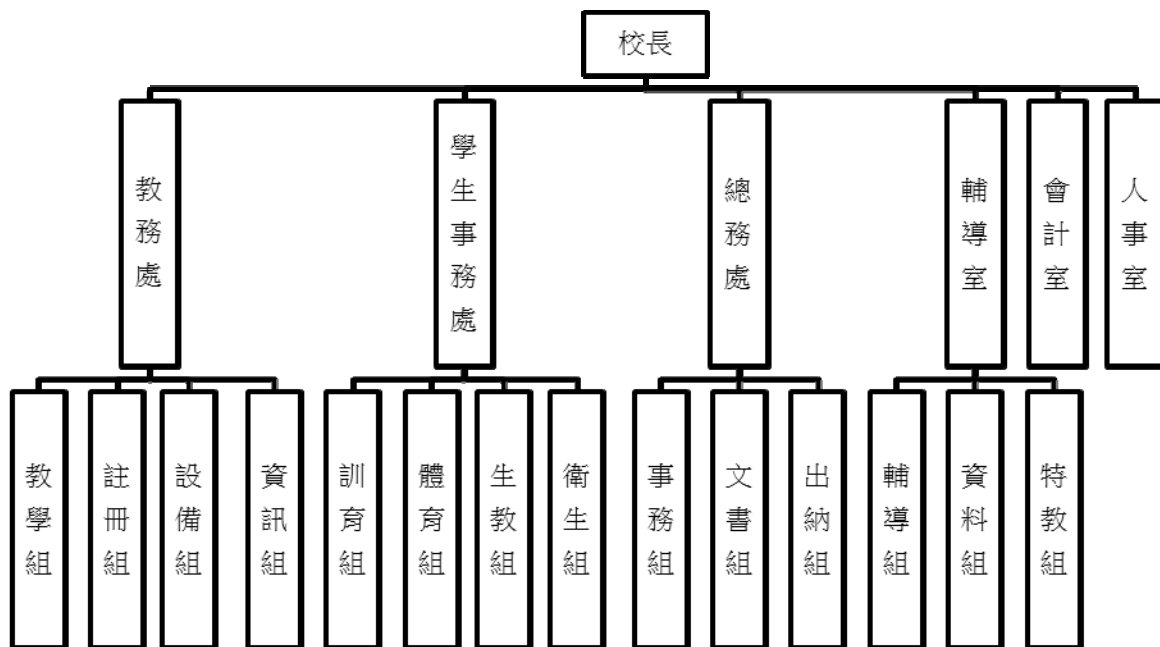 校長
教務處
學生事務處
總務處
輔導室
會計室
人事室
教學組
註冊組
設備組
資訊組
訓育組
體育組
生教組
衛生組
事務組
文書組
出納組
輔導組
資料組
特教組